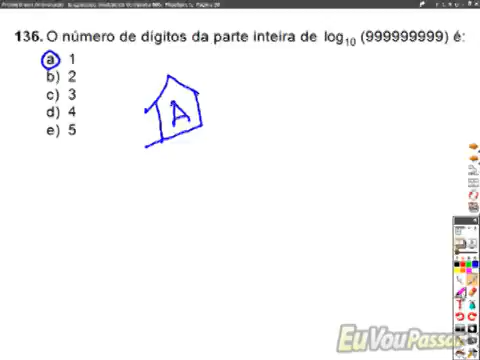 136. O número de dígitos da parte inteira de log10 (999999999) é:
a) 1
b) 2
c) 3
d) 4
e) 5
A
EuVouPassar